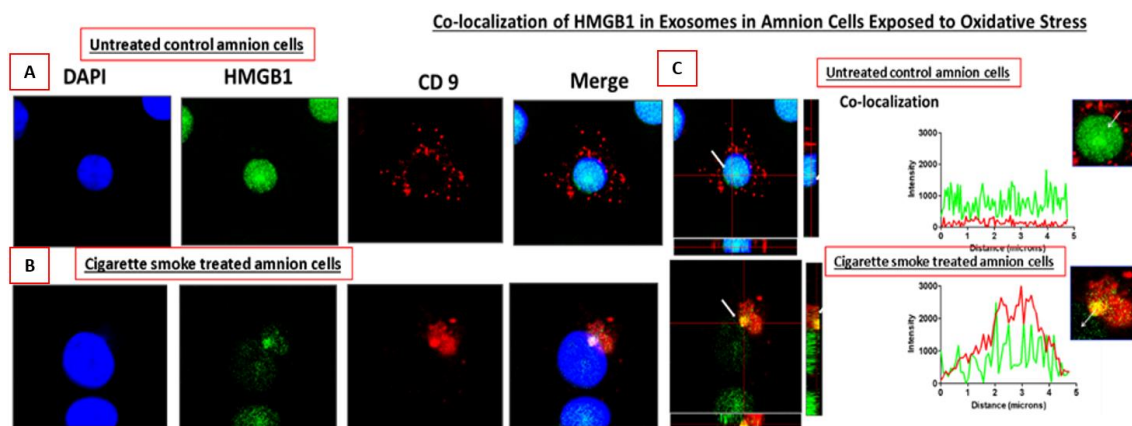 Co-localization of HMGB1 in Exosomes in Amnion Cells Exposed to Oxidative Stress
Untreated control amnion cells
A
DAPI
HMGB1
CD 9
Merge
C
Untreated control amnion cells
Co-localization
3000
2000
1000
0
Intensity
0 1 2 3 4 5
Distance (microns)
B
Cigarette smoke treated amnion cells
Cigarette smoke treated amnion cells
3000
2000
1000
0
Intensity
0 1 2 3 4 5
Distance (microns)